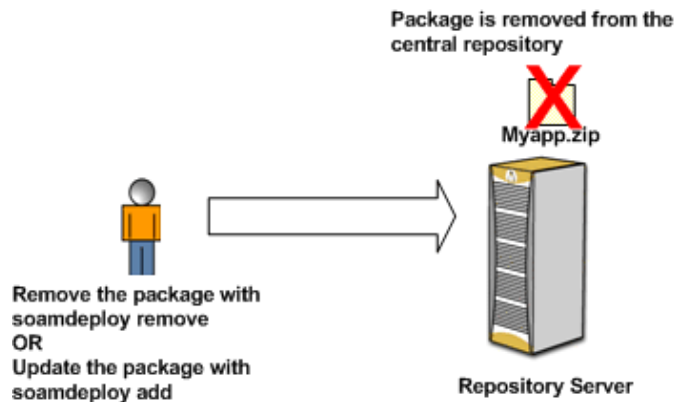 Package is removed from the
central repository
Myapp.zip
Remove the package with
soamdeploy remove
OR
Update the package with
soamdeploy add
Repository Server